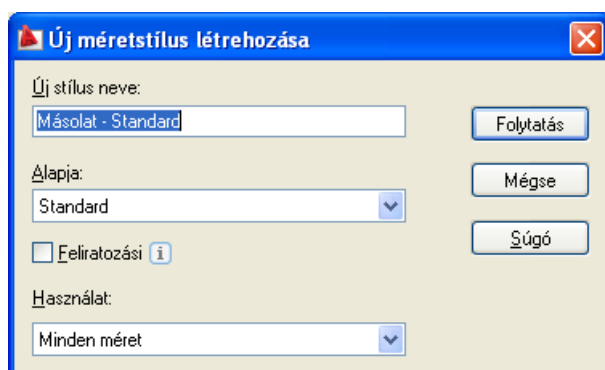 Új méretstílus létrehozása
Új stílus neve:
Másolat - Standard
Folytatás
Alapja:
Mégse
Standard
Súgó
Feliratozási
Használat:
Minden méret